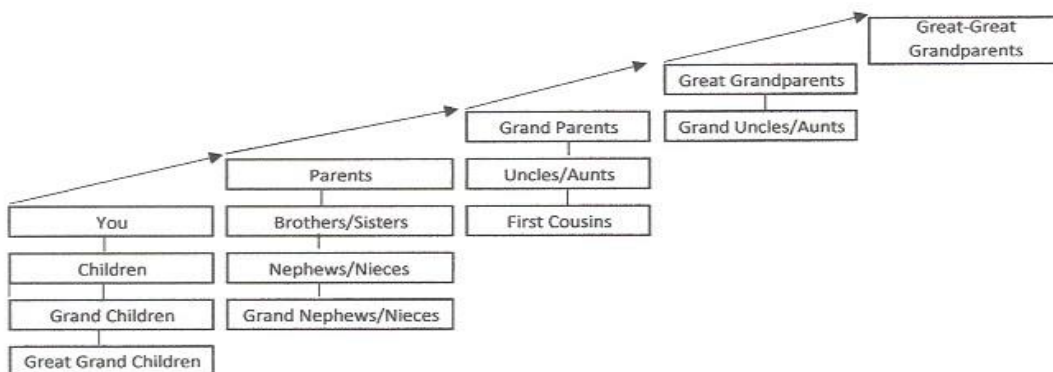 Great-Great
Grandparents
Great Grandparents
Grand Uncles/Aunts
Grand Parents
Uncles/Aunts
First Cousins
Parents
Brothers/Sisters
Nephews/Nieces
Grand Nephews/Nieces
You
Children
Grand Children
Great Grand Children